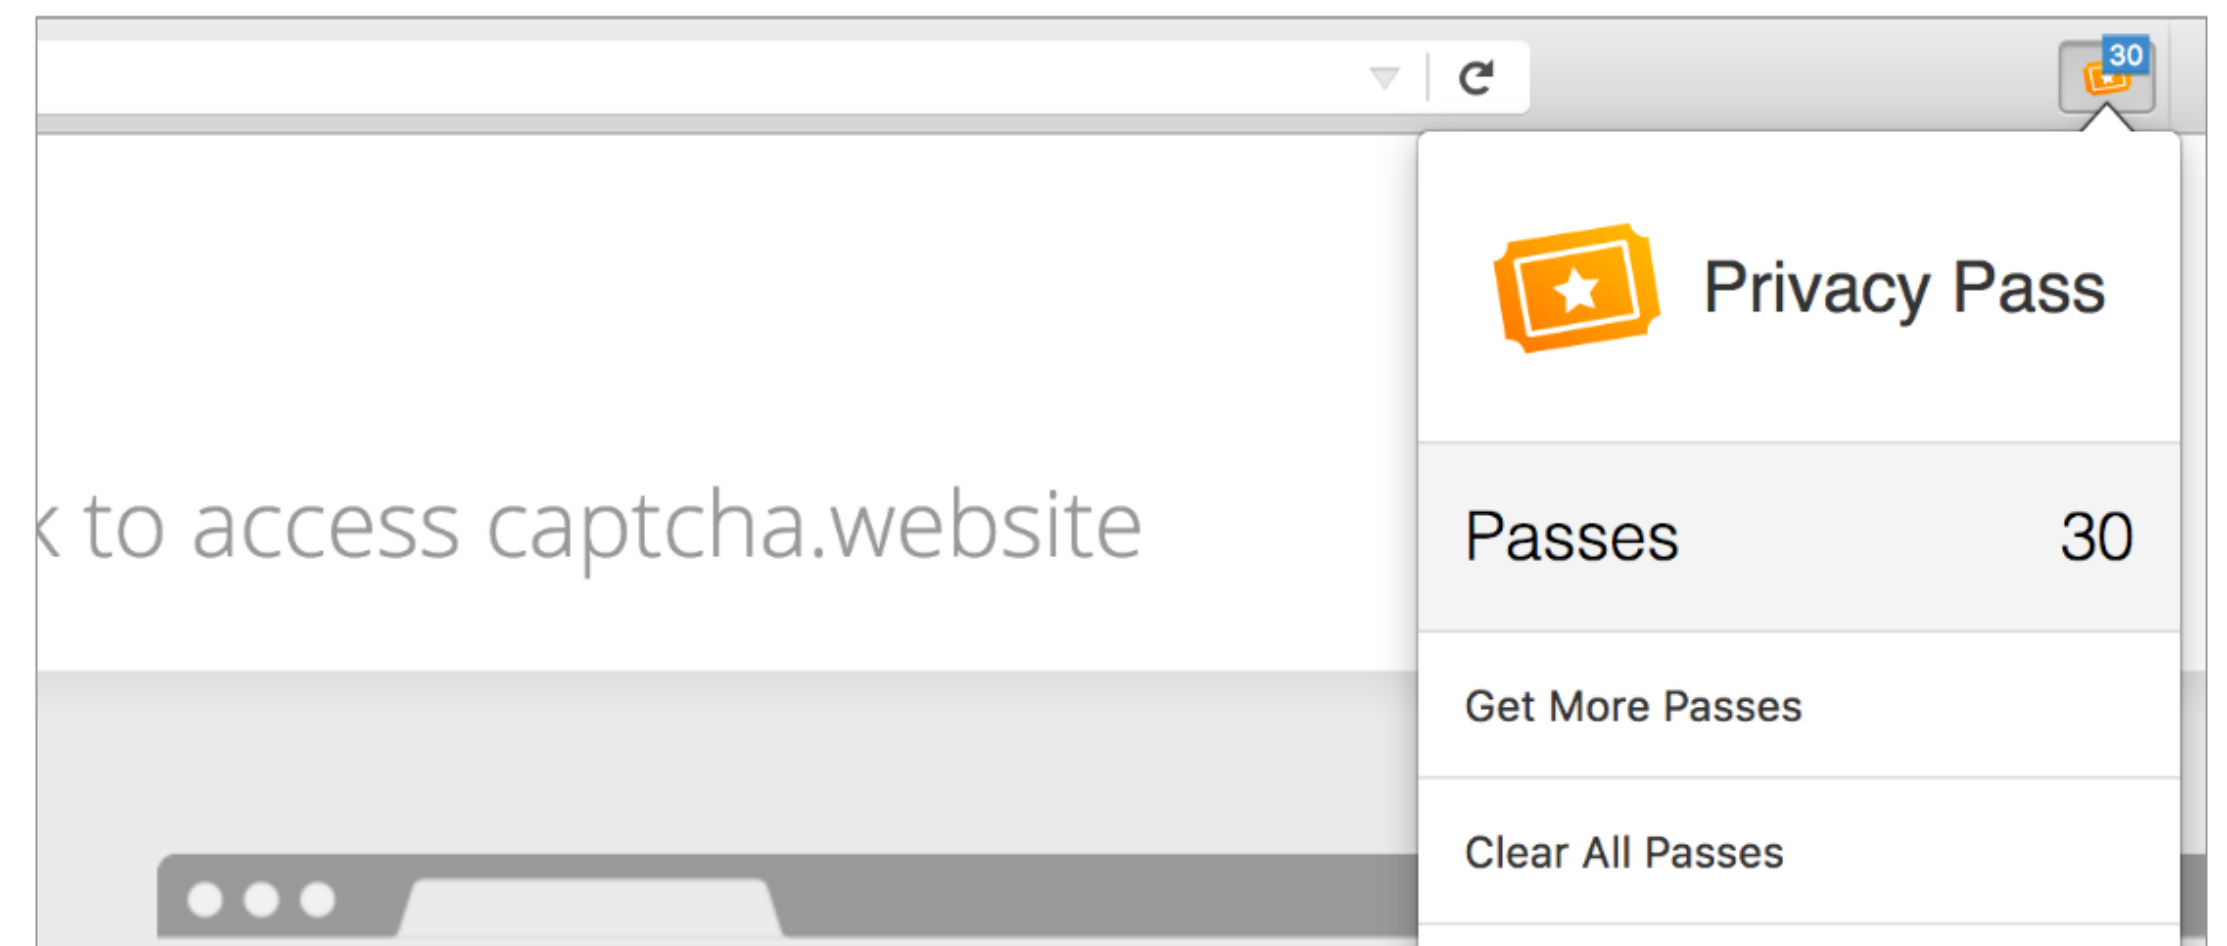 30
Privacy Pass
k to access captcha.website
Passes 30
Get More Passes
Clear All Passes